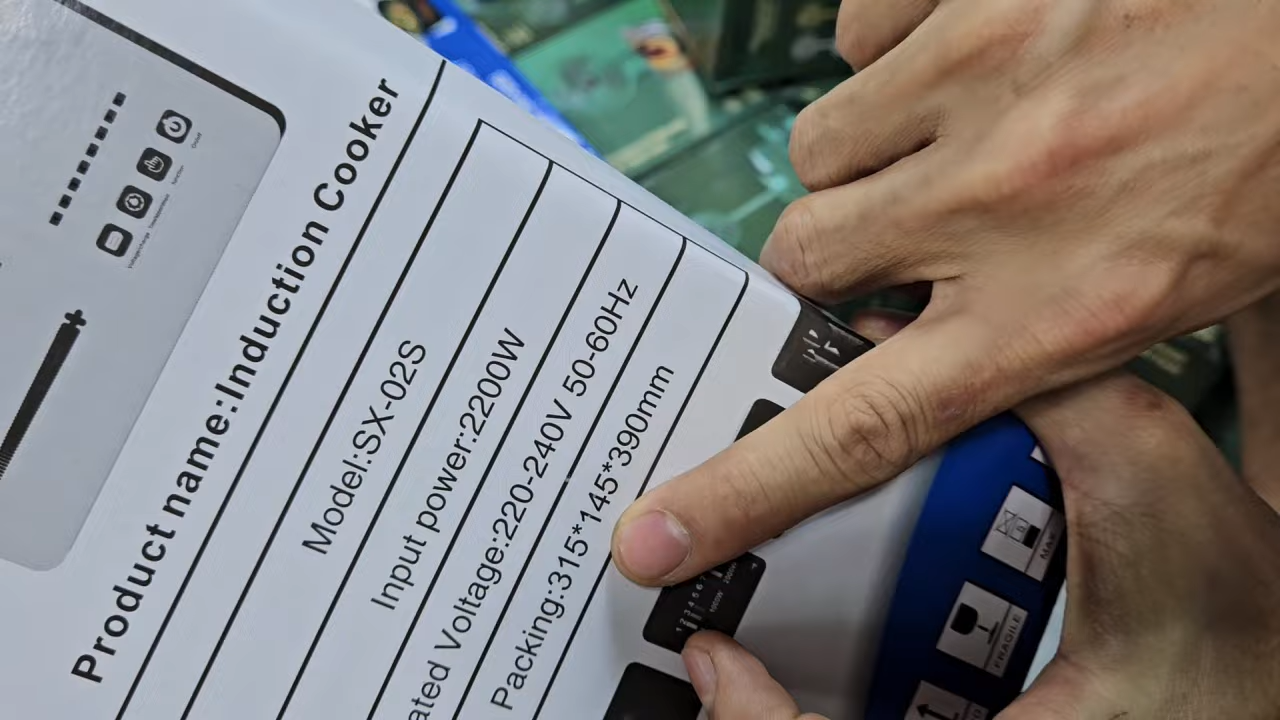 Product name:Induction Cooker
Model:SX-02S
Input power:2200W
ated Voltage:220-240V 50-60Hz
Packing:315*145*390mm
FRAGILE
MAX